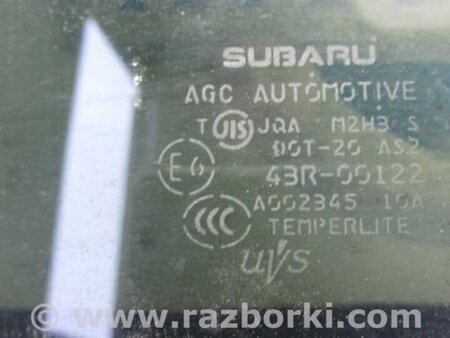 SUBARU
AGC AUTOMOTIVE
T JIS JQA M2H3 S
DOT-20 AS2
E6 43R-00122
CCC A002345 10A
TEMPERLITE
UVS
www.razborki.com